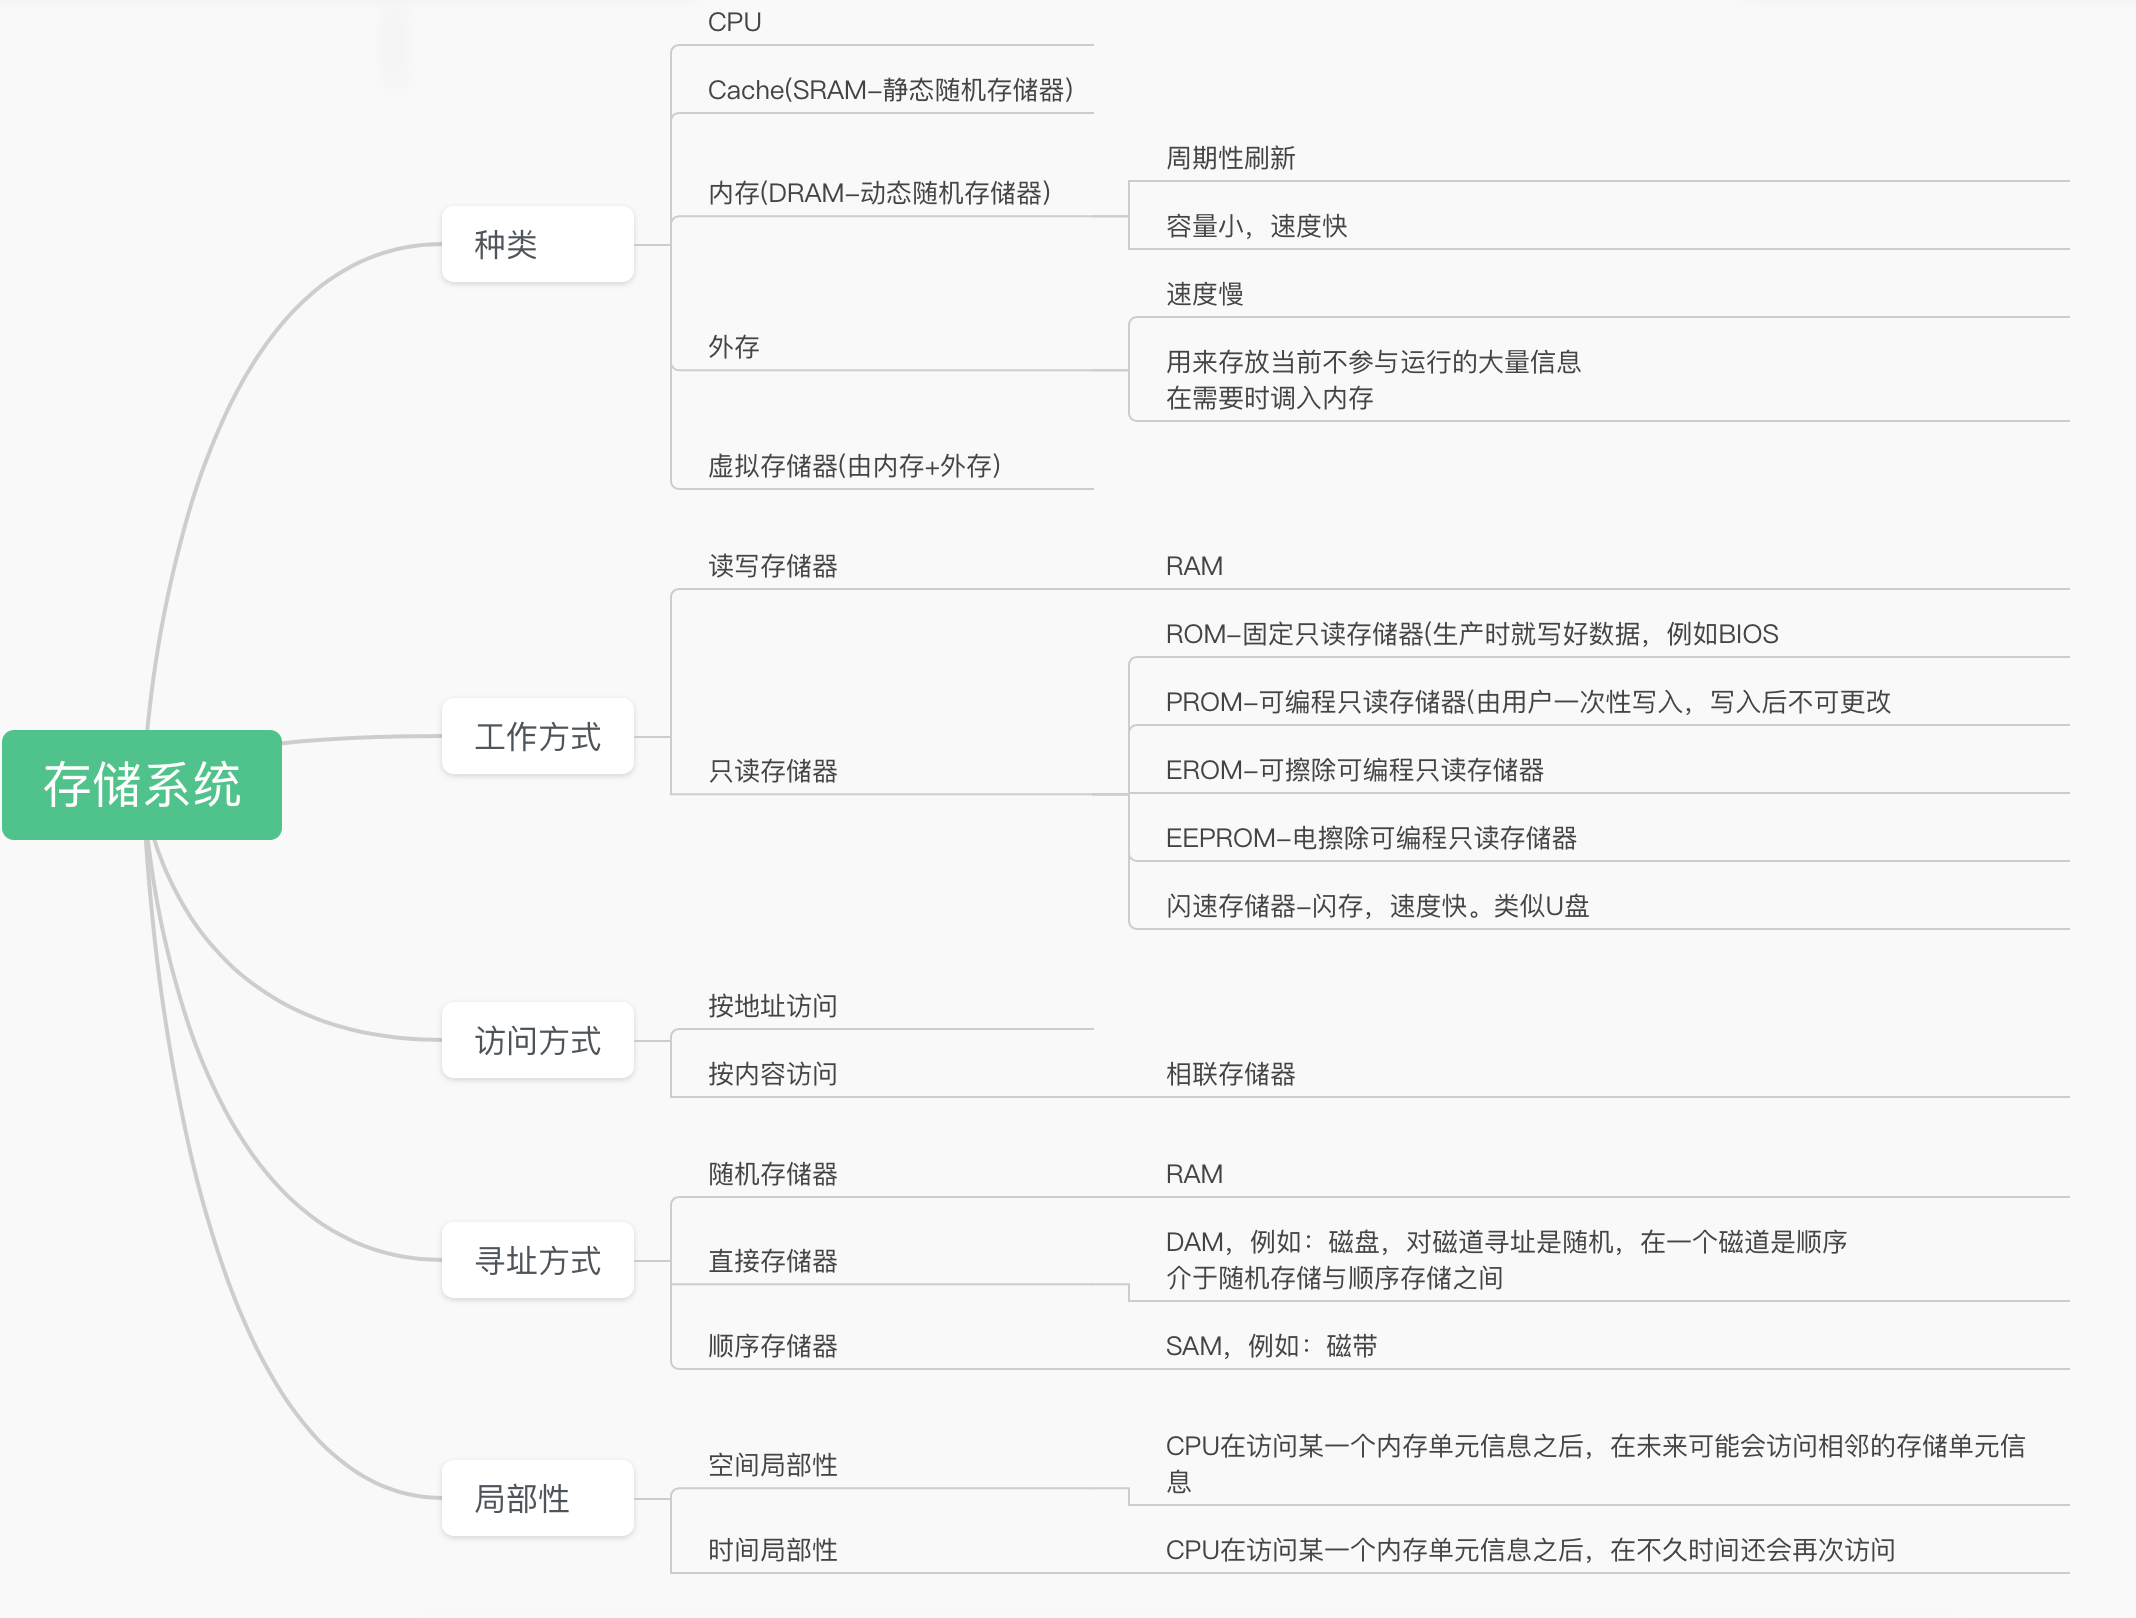 存储系统
种类
CPU
Cache(SRAM-静态随机存储器)
内存(DRAM-动态随机存储器)
周期性刷新
容量小，速度快
外存
速度慢
用来存放当前不参与运行的大量信息
在需要时调入内存
虚拟存储器(由内存+外存)
工作方式
读写存储器
RAM
只读存储器
ROM-固定只读存储器(生产时就写好数据，例如BIOS
PROM-可编程只读存储器(由用户一次性写入，写入后不可更改
EROM-可擦除可编程只读存储器
EEPROM-电擦除可编程只读存储器
闪速存储器-闪存，速度快。类似U盘
访问方式
按地址访问
按内容访问
相联存储器
寻址方式
随机存储器
RAM
直接存储器
DAM，例如：磁盘，对磁道寻址是随机，在一个磁道是顺序
介于随机存储与顺序存储之间
顺序存储器
SAM，例如：磁带
局部性
空间局部性
CPU在访问某一个内存单元信息之后，在未来可能会访问相邻的存储单元信
息
时间局部性
CPU在访问某一个内存单元信息之后，在不久时间还会再次访问